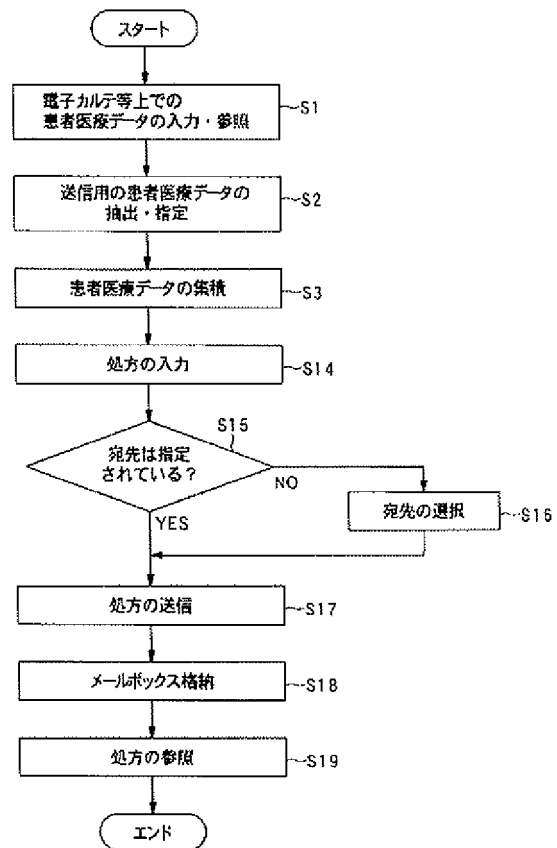 スタート
電子カルテ等上での
患者医療データの入力・参照
S1
送信用の患者医療データの
抽出・指定
S2
患者医療データの集積
S3
処方の入力
S14
S15
宛先は指定
されている？
NO
YES
宛先の選択
S16
処方の送信
S17
メールボックス格納
S18
処方の参照
S19
エンド